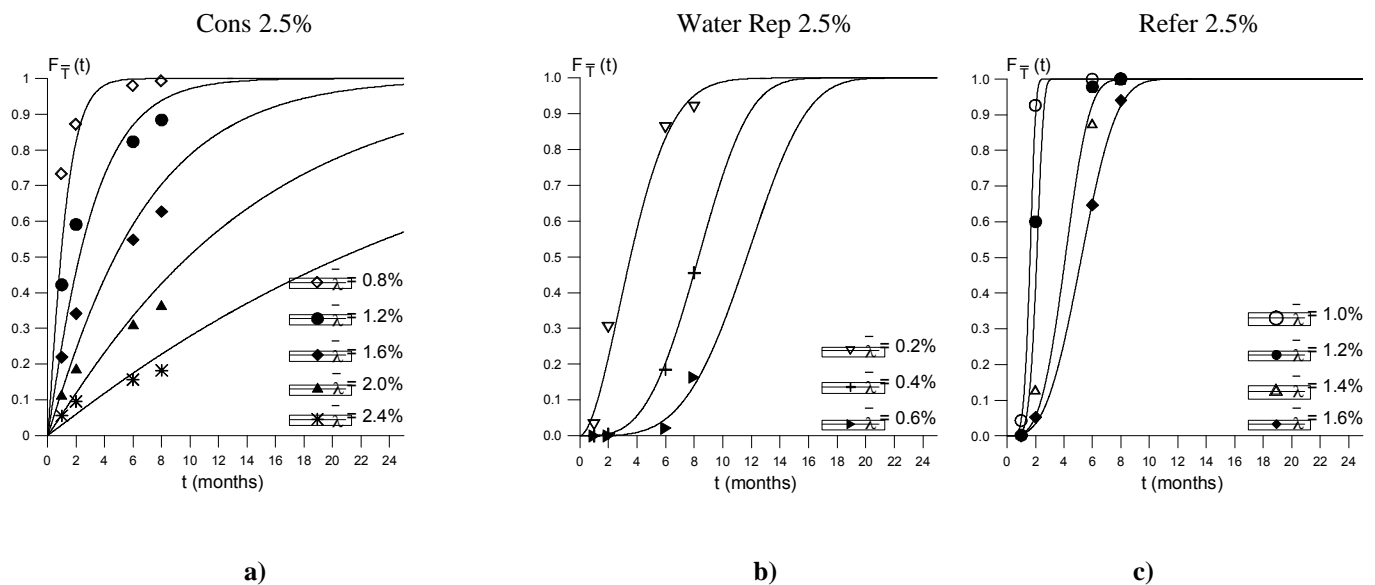 Cons 2.5%
Water Rep 2.5%
Refer 2.5%
F T̄ (t)
1
0.9
0.8
0.7
0.6
0.5
0.4
0.3
0.2
0.1
0
0 2 4 6 8 10 12 14 16 18 20 22 24
t (months)
λ̄ = 0.8%
λ̄ = 1.2%
λ̄ = 1.6%
λ̄ = 2.0%
λ̄ = 2.4%
a)
F T̄ (t)
1.0
0.9
0.8
0.7
0.6
0.5
0.4
0.3
0.2
0.1
0.0
0 2 4 6 8 10 12 14 16 18 20 22 24
t (months)
λ̄ = 0.2%
λ̄ = 0.4%
λ̄ = 0.6%
b)
F T̄ (t)
1.0
0.9
0.8
0.7
0.6
0.5
0.4
0.3
0.2
0.1
0.0
0 2 4 6 8 10 12 14 16 18 20 22 24
t (months)
λ̄ = 1.0%
λ̄ = 1.2%
λ̄ = 1.4%
λ̄ = 1.6%
c)